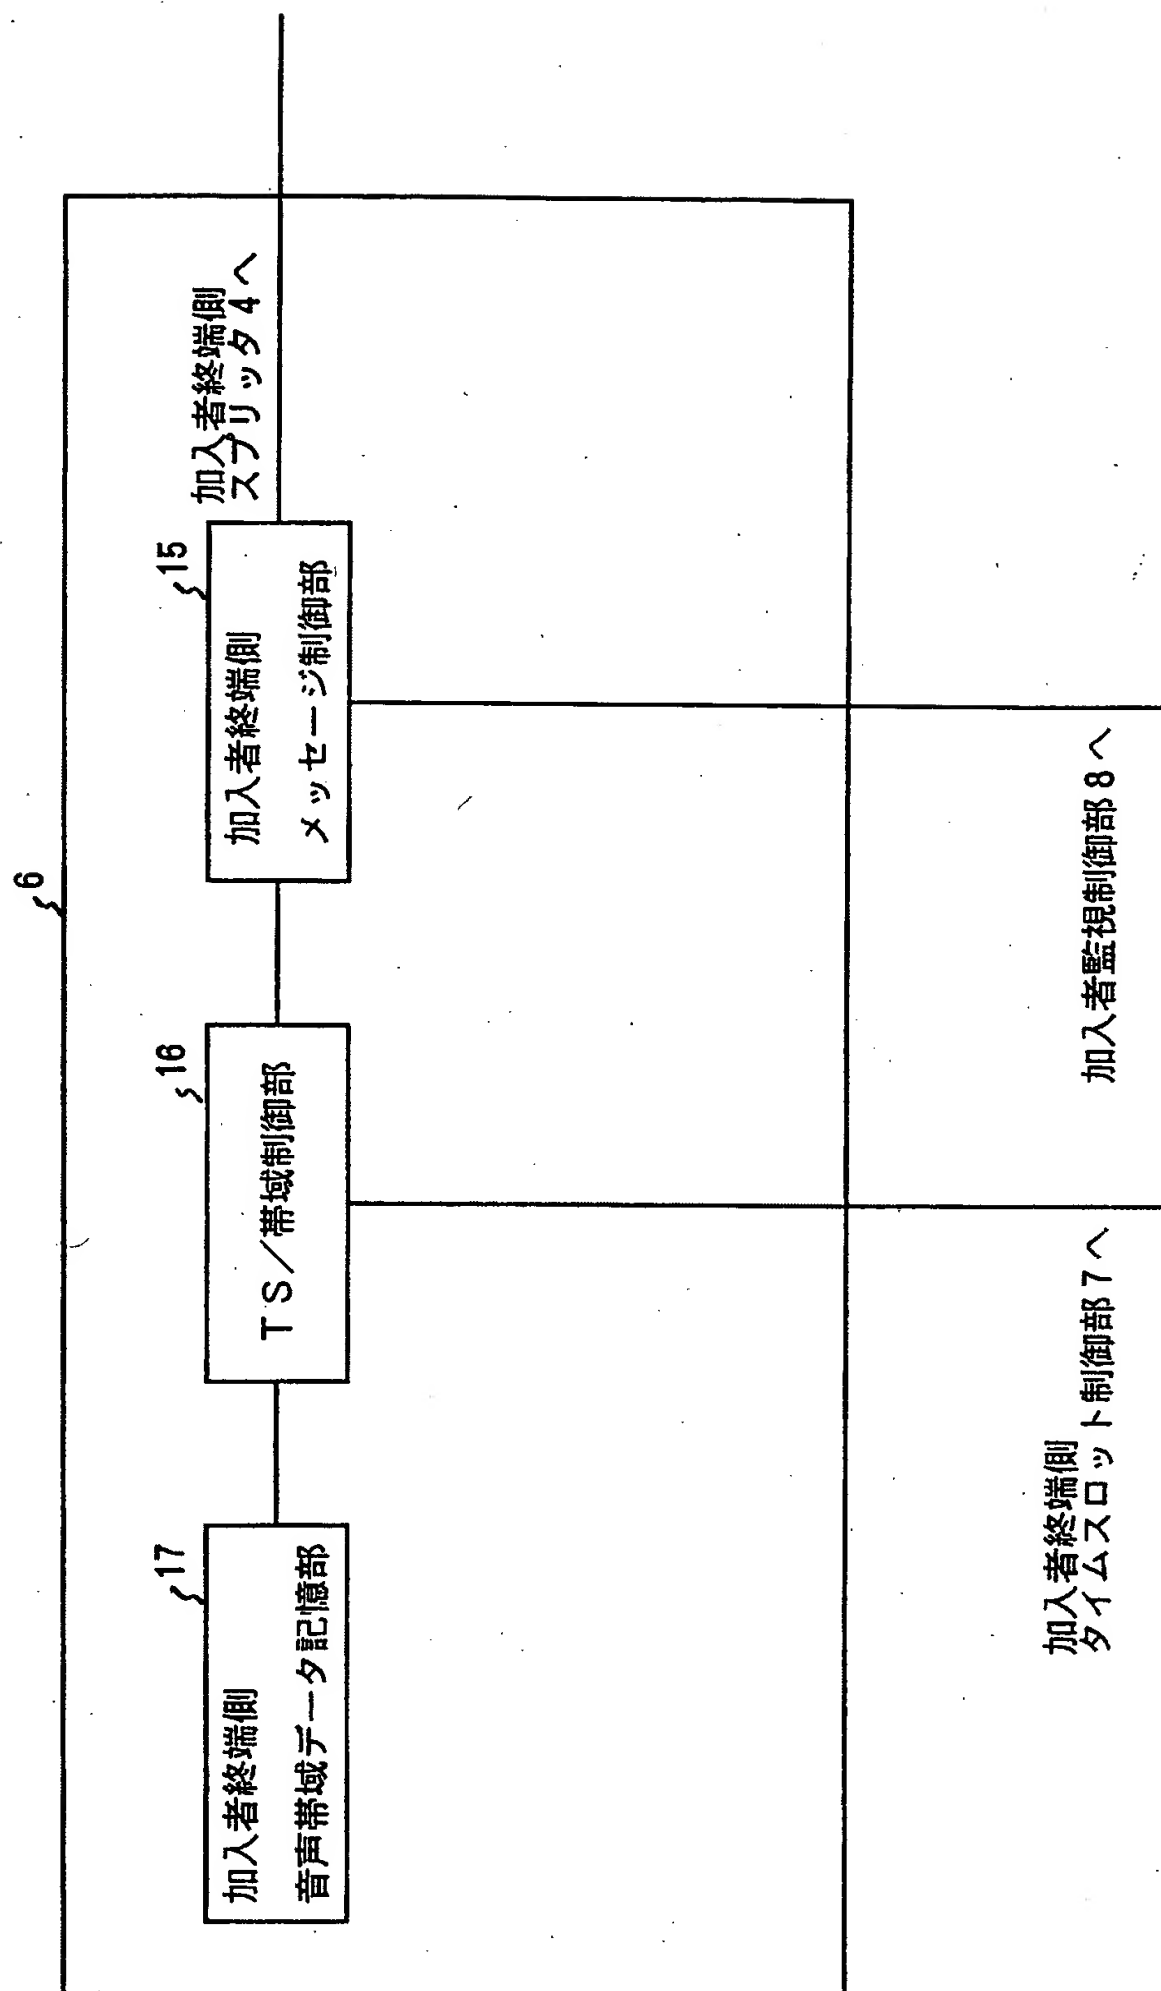 6
17
加入者終端側
音声帯域データ記憶部
16
TS/帯域制御部
15
加入者終端側
メッセージ制御部
加入者終端側
スプリッタ4へ
加入者終端側
タイムスロット制御部7へ
加入者監視制御部8へ